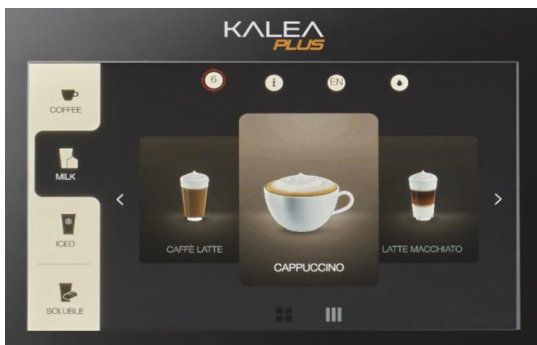 KALEA
PLUS
6
i
EN
COFFEE
MILK
ICED
SOLUBLE
CAFFÈ LATTE
CAPPUCCINO
LATTE MACCHIATO